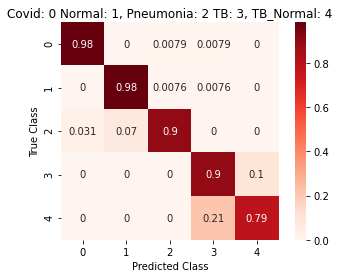 Covid: 0 Normal: 1, Pneumonia: 2 TB: 3, TB_Normal: 4
0 0.98 0 0.0079 0.0079 0
1 0 0.98 0.0076 0.0076 0
2 0.031 0.07 0.9 0 0
3 0 0 0 0.9 0.1
4 0 0 0 0.21 0.79
0 1 2 3 4
Predicted Class
True Class
0.8
0.6
0.4
0.2
0.0